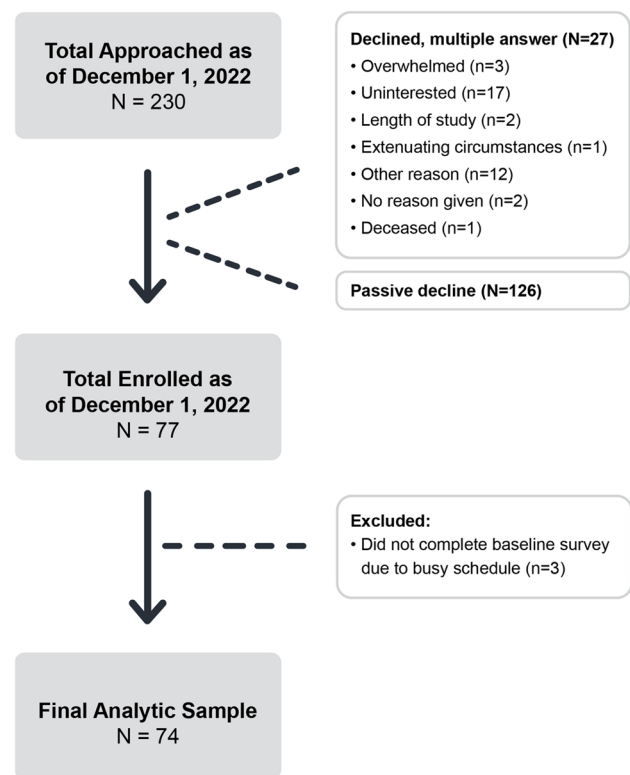 Total Approached as
of December 1, 2022
N = 230
Declined, multiple answer (N=27)
• Overwhelmed (n=3)
• Uninterested (n=17)
• Length of study (n=2)
• Extenuating circumstances (n=1)
• Other reason (n=12)
• No reason given (n=2)
• Deceased (n=1)
Passive decline (N=126)
Total Enrolled as
of December 1, 2022
N = 77
Excluded:
• Did not complete baseline survey
due to busy schedule (n=3)
Final Analytic Sample
N = 74